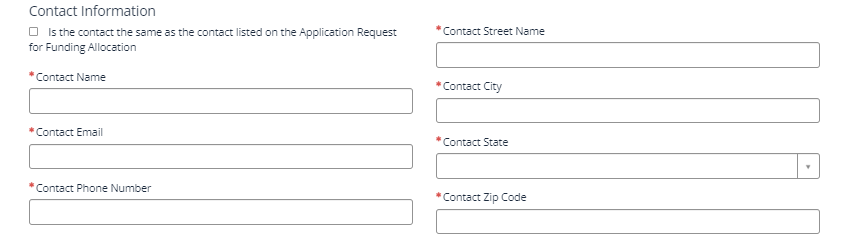 Contact Information
Is the contact the same as the contact listed on the Application Request
for Funding Allocation
*Contact Name
*Contact Email
*Contact Phone Number
*Contact Street Name
*Contact City
*Contact State
*Contact Zip Code